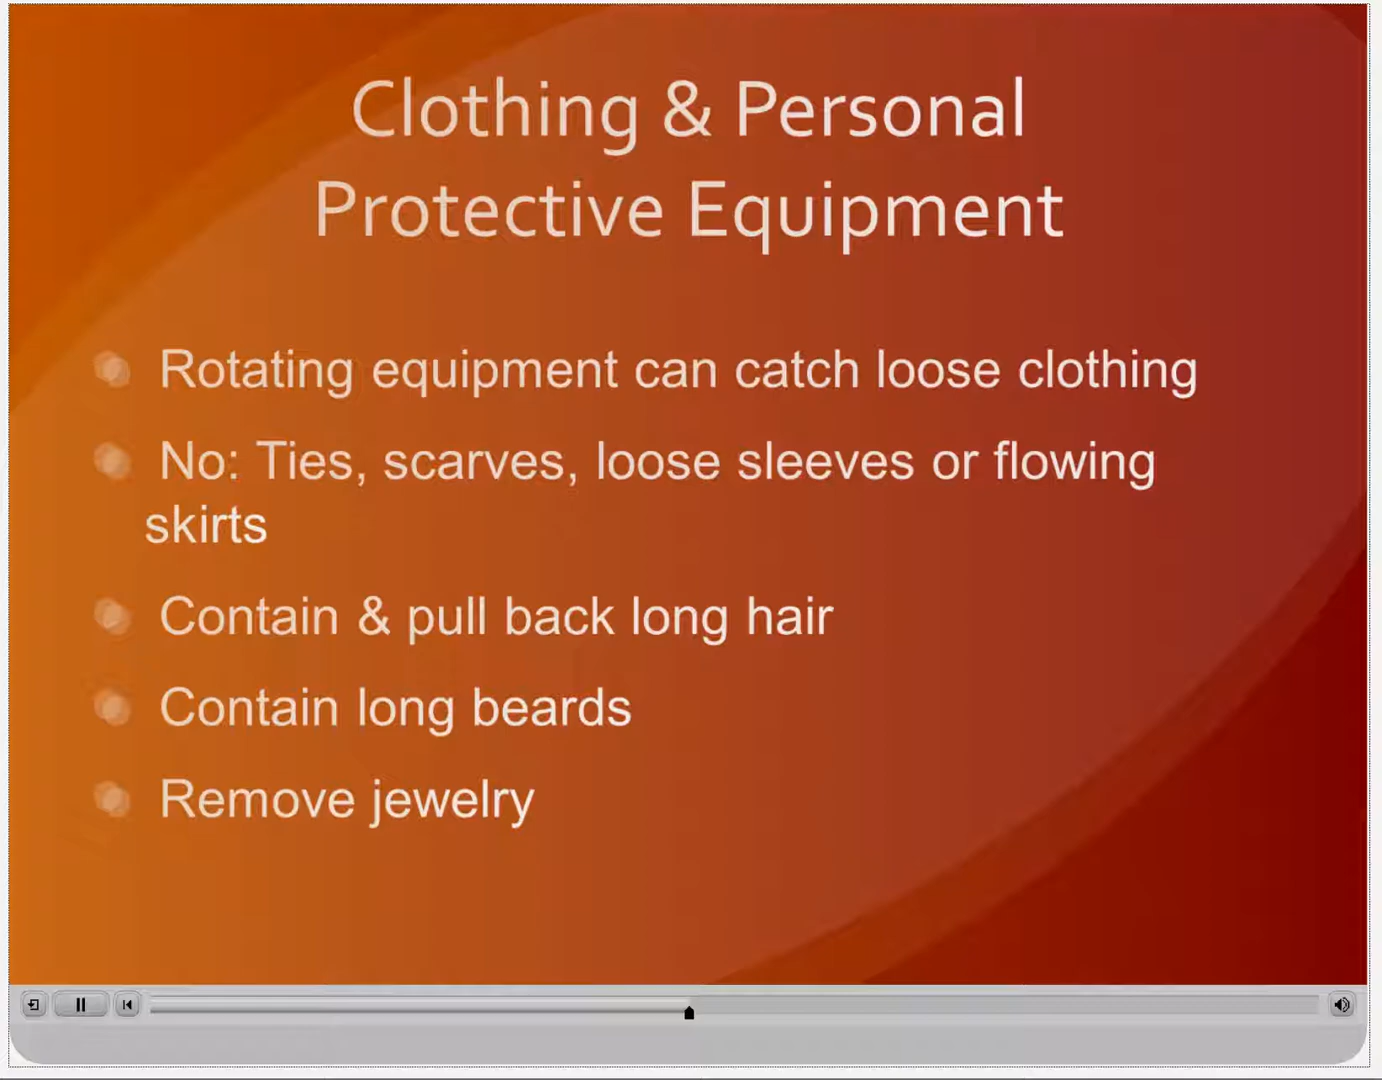 Clothing & Personal
Protective Equipment
Rotating equipment can catch loose clothing
No: Ties, scarves, loose sleeves or flowing
skirts
Contain & pull back long hair
Contain long beards
Remove jewelry